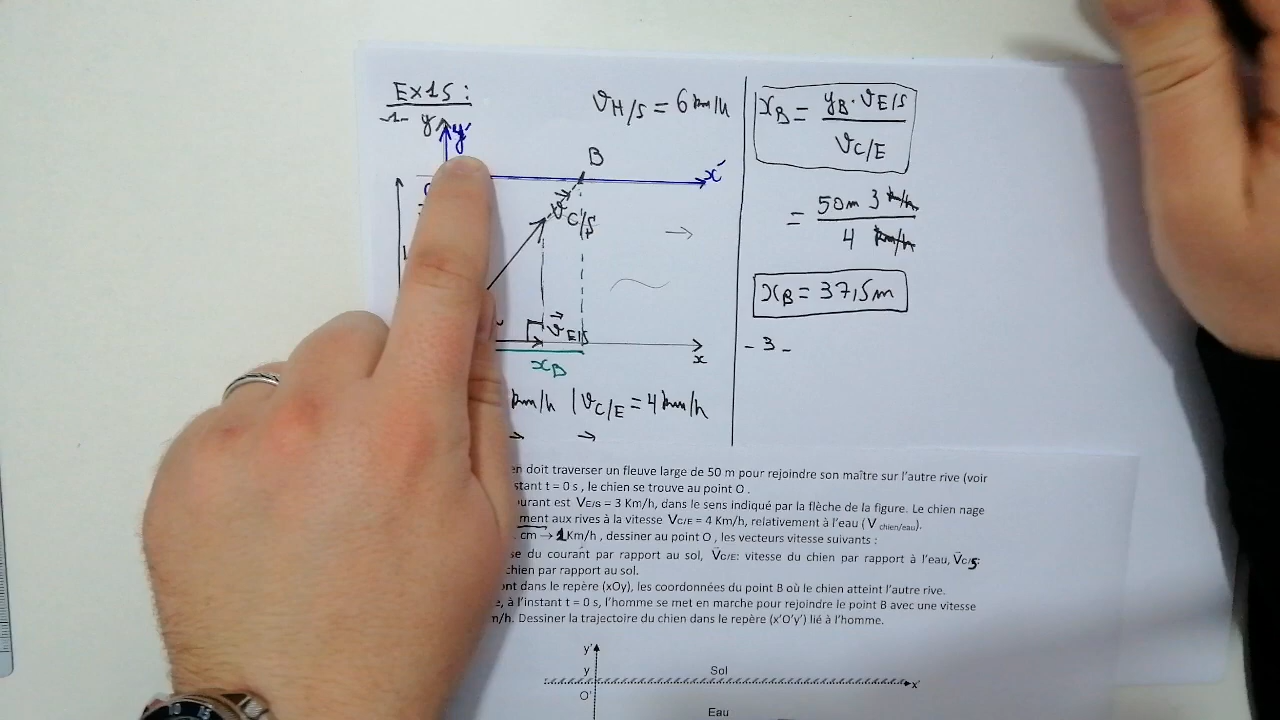 Ex15:
-1-
y
y'
VH/S = 6 km/h
B
x'
VC/S
VE/S
x
xB
km/h | VC/E = 4 km/h
xB = yB · VE/S / VC/E
= 50m 3 km/h / 4 km/h
xB = 37,5m
- 3 -
en doit traverser un fleuve large de 50 m pour rejoindre son maître sur l'autre rive (voir
stant t = 0 s , le chien se trouve au point O .
urant est VE/S = 3 Km/h, dans le sens indiqué par la flèche de la figure. Le chien nage
ment aux rives à la vitesse VC/E = 4 Km/h, relativement à l'eau ( V chien/eau).
cm → 1Km/h , dessiner au point O , les vecteurs vitesse suivants :
se du courant par rapport au sol, V⃗C/E: vitesse du chien par rapport à l'eau, V⃗C/S:
chien par rapport au sol.
ont dans le repère (xOy), les coordonnées du point B où le chien atteint l'autre rive.
e, à l'instant t = 0 s, l'homme se met en marche pour rejoindre le point B avec une vitesse
m/h. Dessiner la trajectoire du chien dans le repère (x'O'y') lié à l'homme.
y'
y
Sol
x'
O'
Eau